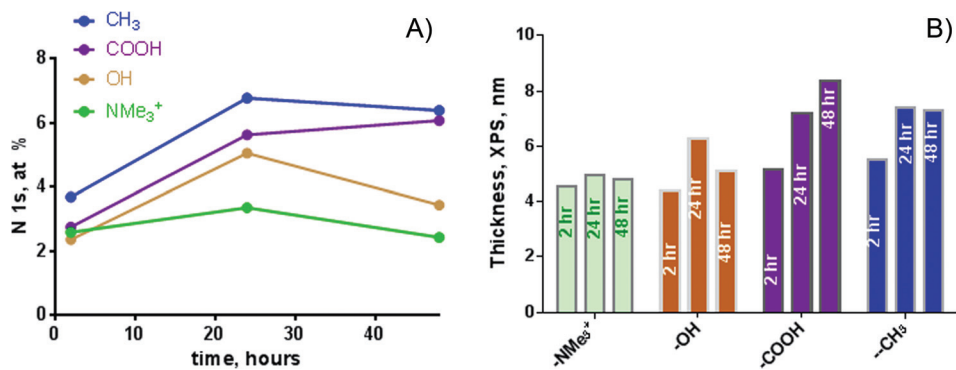 A)
CH₃
COOH
OH
NMe₃⁺
8
6
4
2
0
0 10 20 30 40
N 1s, at %
time, hours
B)
10
8
6
4
2
0
Thickness, XPS, nm
2 hr
24 hr
48 hr
2 hr
24 hr
48 hr
2 hr
24 hr
48 hr
2 hr
24 hr
48 hr
-NMe₃⁺
-OH
-COOH
--CH₃